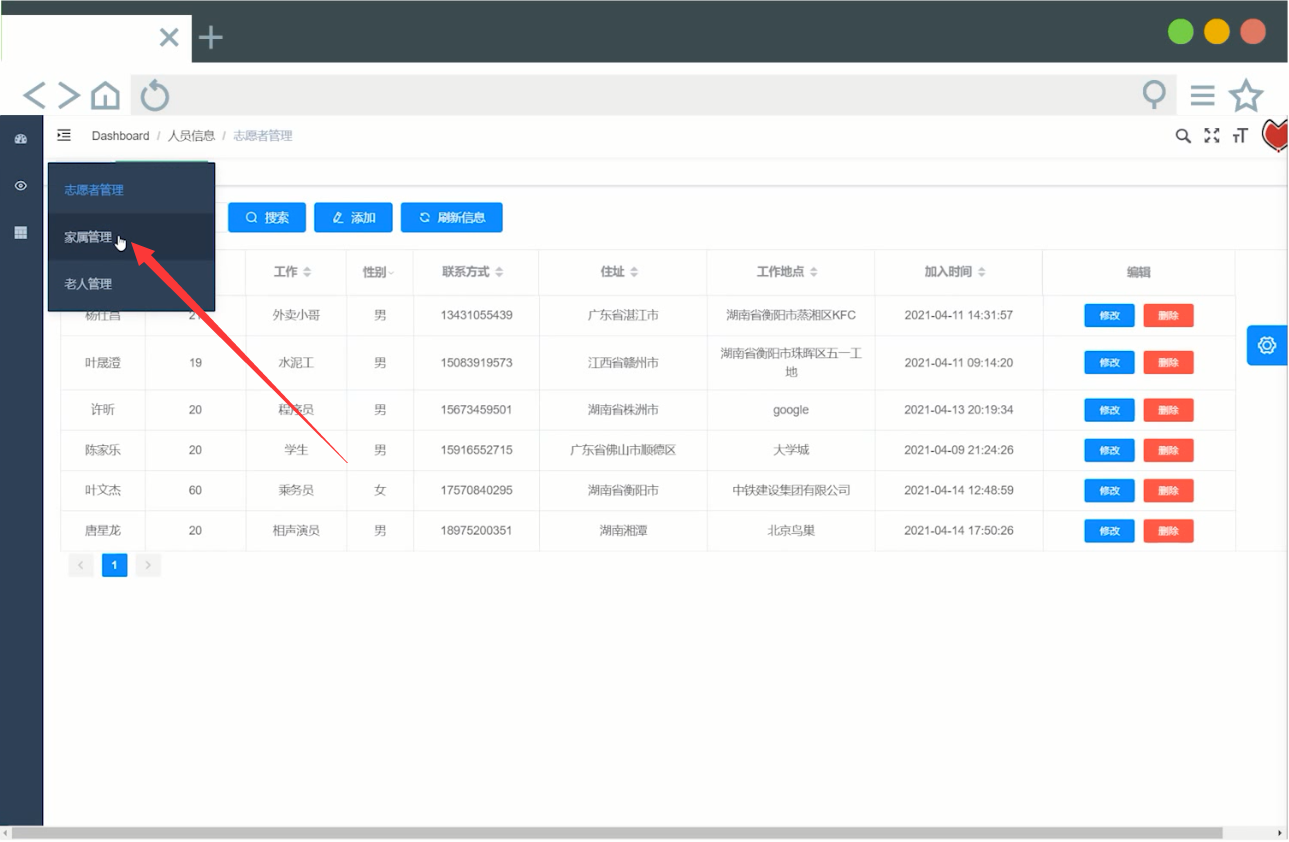 Dashboard / 人员信息 / 志愿者管理
志愿者管理
家属管理
老人管理
搜索 添加 刷新信息
工作 性别 联系方式 住址 工作地点 加入时间 编辑
杨仕昌 外卖小哥 男 13431055439 广东省湛江市 湖南省衡阳市蒸湘区KFC 2021-04-11 14:31:57 修改 删除
叶晟澄 19 水泥工 男 15083919573 江西省赣州市 湖南省衡阳市珠晖区五一工
地 2021-04-11 09:14:20 修改 删除
许昕 20 程序员 男 15673459501 湖南省株洲市 google 2021-04-13 20:19:34 修改 删除
陈家乐 20 学生 男 15916552715 广东省佛山市顺德区 大学城 2021-04-09 21:24:26 修改 删除
叶文杰 60 乘务员 女 17570840295 湖南省衡阳市 中铁建设集团有限公司 2021-04-14 12:48:59 修改 删除
唐星龙 20 相声演员 男 18975200351 湖南湘潭 北京鸟巢 2021-04-14 17:50:26 修改 删除
1